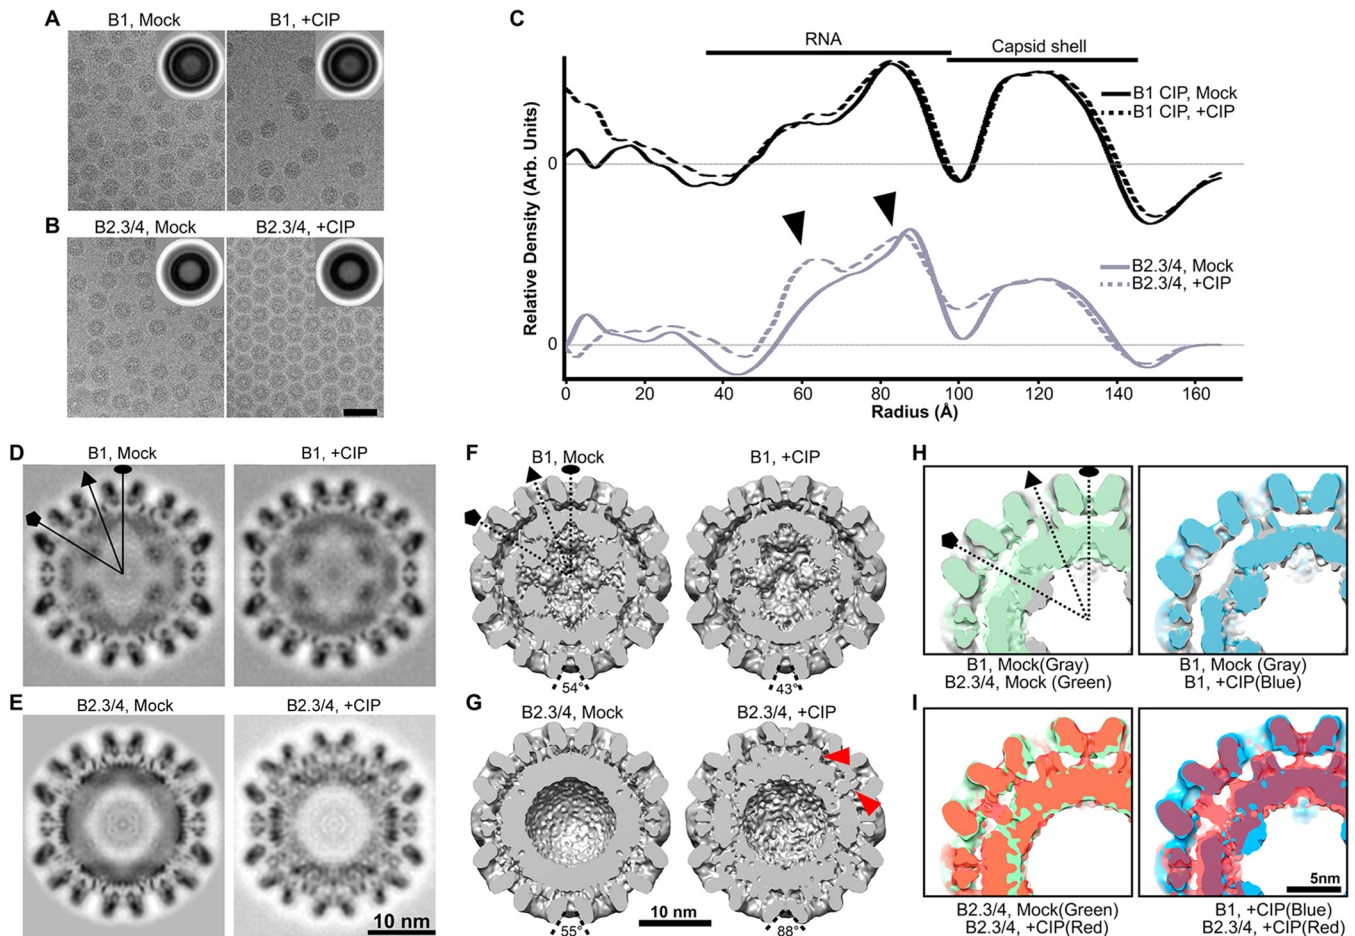 A
B1, Mock
B1, +CIP
B
B2.3/4, Mock
B2.3/4, +CIP
C
RNA
Capsid shell
B1 CIP, Mock
B1 CIP, +CIP
0
B2.3/4, Mock
B2.3/4, +CIP
0
Relative Density (Arb. Units)
0 20 40 60 80 100 120 140 160
Radius (Å)
D
B1, Mock
B1, +CIP
E
B2.3/4, Mock
B2.3/4, +CIP
10 nm
F
B1, Mock
B1, +CIP
54°
43°
G
B2.3/4, Mock
B2.3/4, +CIP
55°
10 nm
88°
H
B1, Mock(Gray)
B2.3/4, Mock (Green)
B1, Mock (Gray)
B1, +CIP(Blue)
I
5nm
B2.3/4, Mock(Green)
B2.3/4, +CIP(Red)
B1, +CIP(Blue)
B2.3/4, +CIP(Red)